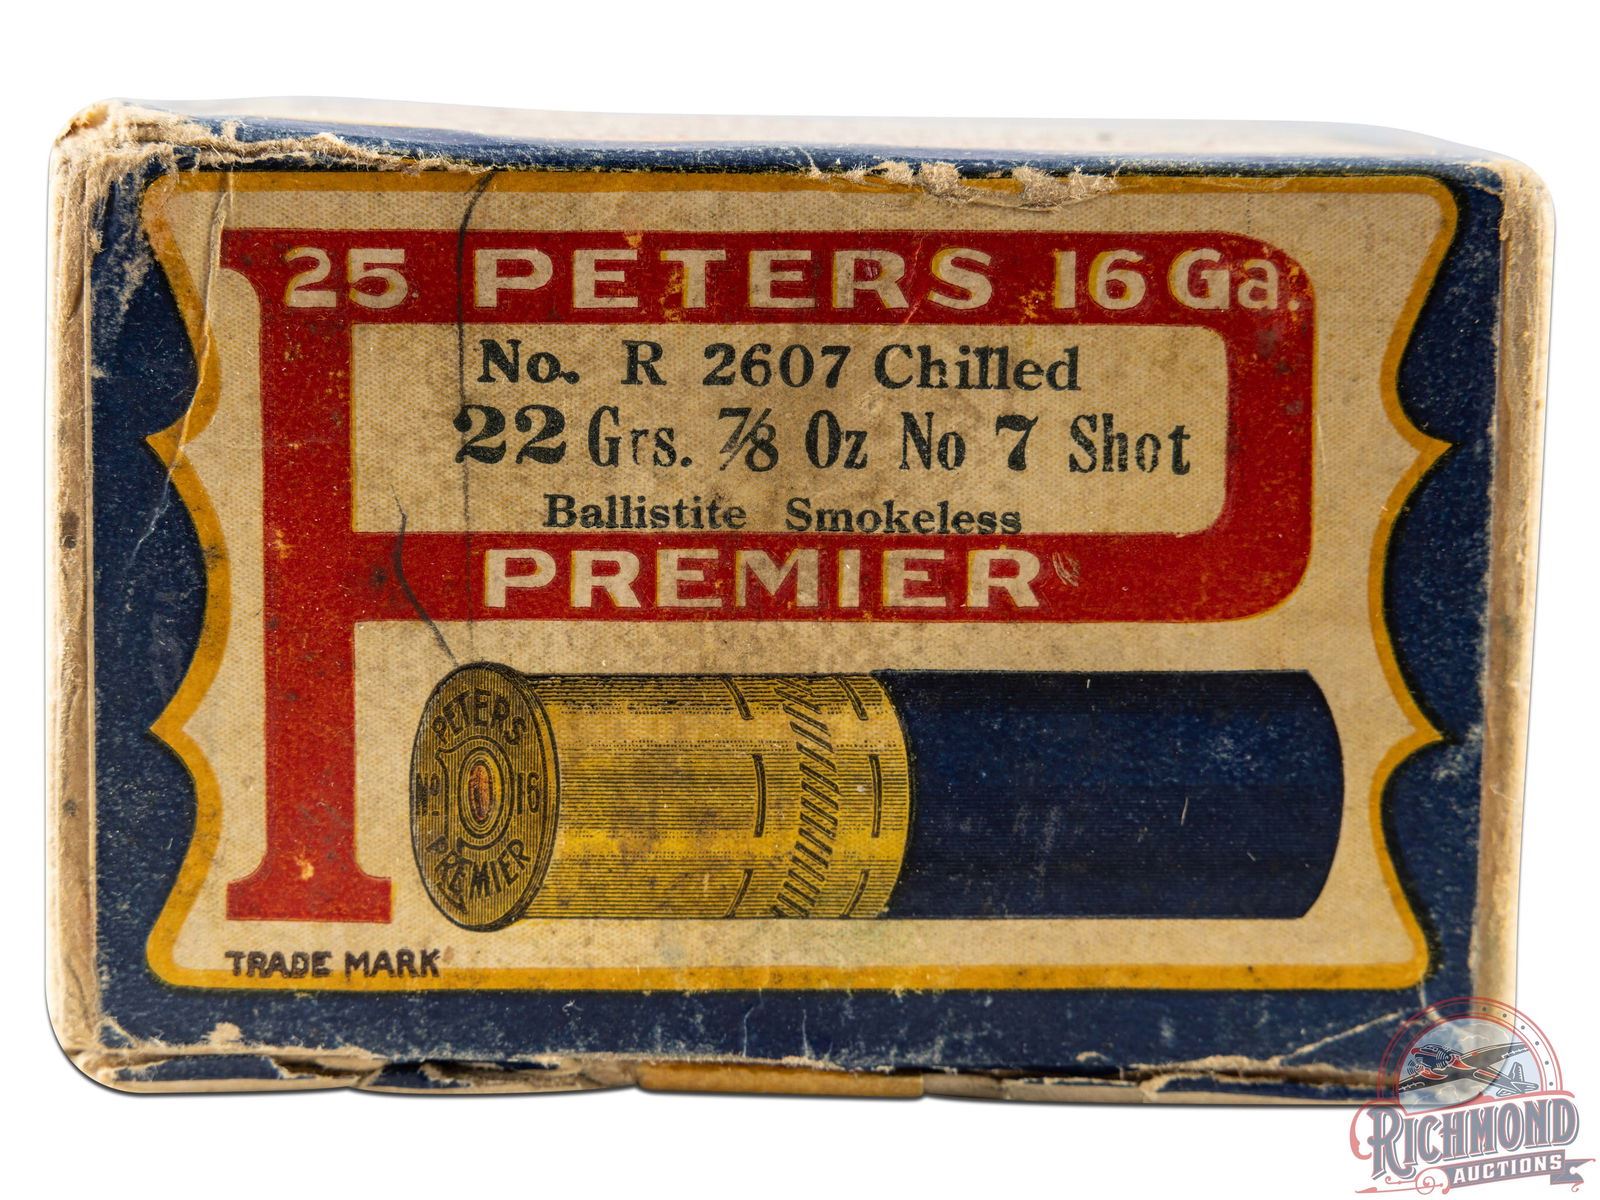 25 PETERS 16 Ga.
No. R 2607 Chilled
22 Grs. ⅞ Oz No 7 Shot
Ballistite Smokeless
PREMIER
PETERS
No 16
PREMIER
TRADE MARK
RICHMOND
AUCTIONS